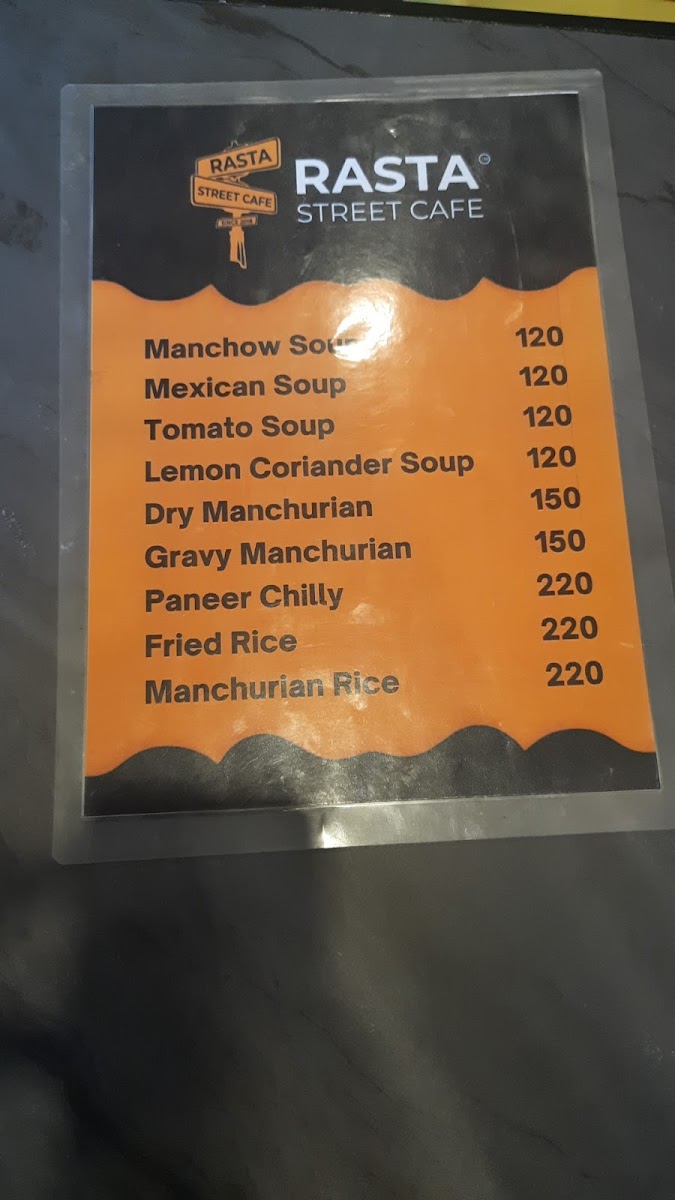 RASTA
STREET CAFE
RASTA
STREET CAFE
Manchow Soup 120
Mexican Soup 120
Tomato Soup 120
Lemon Coriander Soup 120
Dry Manchurian 150
Gravy Manchurian 150
Paneer Chilly 220
Fried Rice 220
Manchurian Rice 220